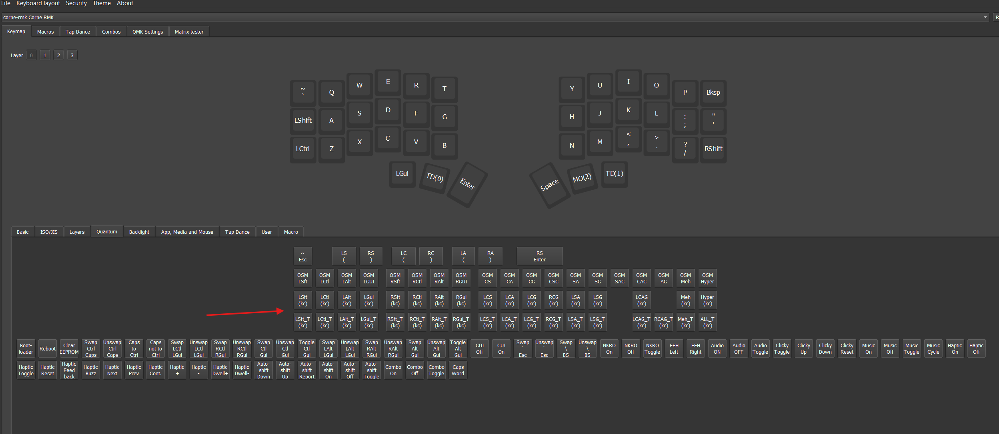 File Keyboard layout Security Theme About
corne-rmk Corne RMK
R
Keymap Macros Tap Dance Combos QMK Settings Matrix tester
Layer 0 1 2 3
~ ` Q W E R T Y U I O P Bksp
LShift A S D F G H J K L : ; " '
LCtrl Z X C V B N M < , > . ? / RShift
LGui TD(0) Enter Space MO(2) TD(1)
Basic ISO/JIS Layers Quantum Backlight App, Media and Mouse Tap Dance User Macro
~ LS RS LC RC LA RA RS
Esc ( ) ( ) ( ) Enter
OSM OSM OSM OSM OSM OSM OSM OSM OSM OSM OSM OSM OSM OSM OSM OSM OSM OSM OSM
LSft LCtl LAlt LGUI RSft RCtl RAlt RGUI CS CA CG CSG SA SG SAG CAG AG Meh Hyper
LSft LCtl LAlt LGui RSft RCtl RAlt RGui LCS LCA LCG RCG LSA LSG LCAG Meh Hyper
(kc) (kc) (kc) (kc) (kc) (kc) (kc) (kc) (kc) (kc) (kc) (kc) (kc) (kc) (kc) (kc) (kc)
LSft_T LCtl_T LAlt_T LGui_T RSft_T RCtl_T RAlt_T RGui_T LCS_T LCA_T LCG_T RCG_T LSA_T LSG_T LCAG_T RCAG_T Meh_T ALL_T
(kc) (kc) (kc) (kc) (kc) (kc) (kc) (kc) (kc) (kc) (kc) (kc) (kc) (kc) (kc) (kc) (kc) (kc)
Boot-loader Reboot Clear EEPROM Swap Ctrl Caps Unswap Ctrl Caps Caps to Ctrl Caps not to Ctrl Swap LCtl LGui Unswap LCtl LGui Swap RCtl RGui Unswap RCtl RGui Swap Ctl Gui Unswap Ctl Gui Toggle Ctl Gui Swap LAlt LGui Unswap LAlt LGui Swap RAlt RGui Unswap RAlt RGui Swap Alt Gui Unswap Alt Gui Toggle Alt Gui GUI Off GUI On Swap ` Esc Unswap ` Esc Swap \ BS Unswap \ BS NKRO On NKRO Off NKRO Toggle EEH Left EEH Right Audio ON Audio OFF Audio Toggle Clicky Toggle Clicky Up Clicky Down Clicky Reset Music On Music Off Music Toggle Music Cycle Haptic On Haptic Off
Haptic Toggle Haptic Reset Haptic Feed back Haptic Buzz Haptic Next Haptic Prev Haptic Cont. Haptic + Haptic - Haptic Dwell+ Haptic Dwell- Auto-shift Down Auto-shift Up Auto-shift Report Auto-shift On Auto-shift Off Auto-shift Toggle Combo On Combo Off Combo Toggle Caps Word